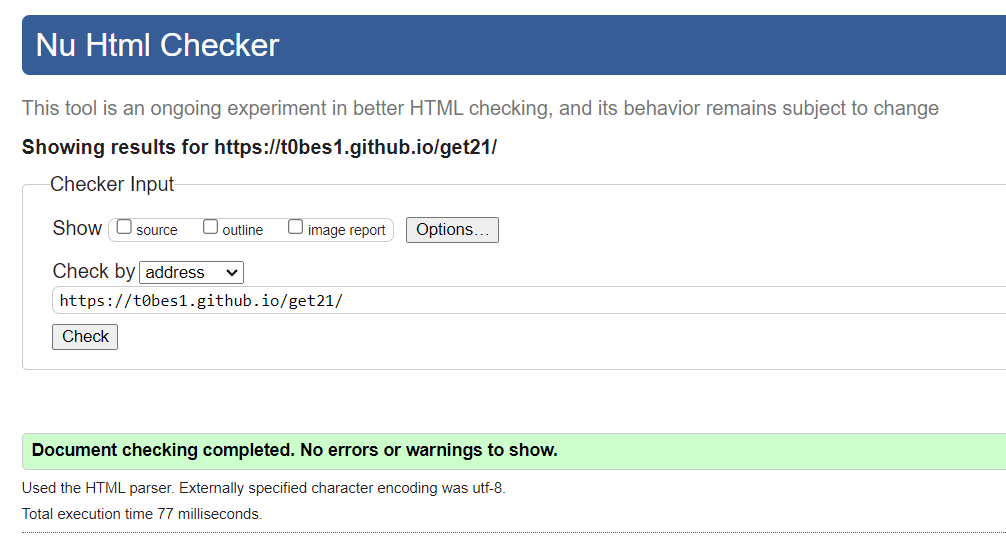 Nu Html Checker
This tool is an ongoing experiment in better HTML checking, and its behavior remains subject to change
Showing results for https://t0bes1.github.io/get21/
Checker Input
Show source outline image report Options...
Check by address
https://t0bes1.github.io/get21/
Check
Document checking completed. No errors or warnings to show.
Used the HTML parser. Externally specified character encoding was utf-8.
Total execution time 77 milliseconds.